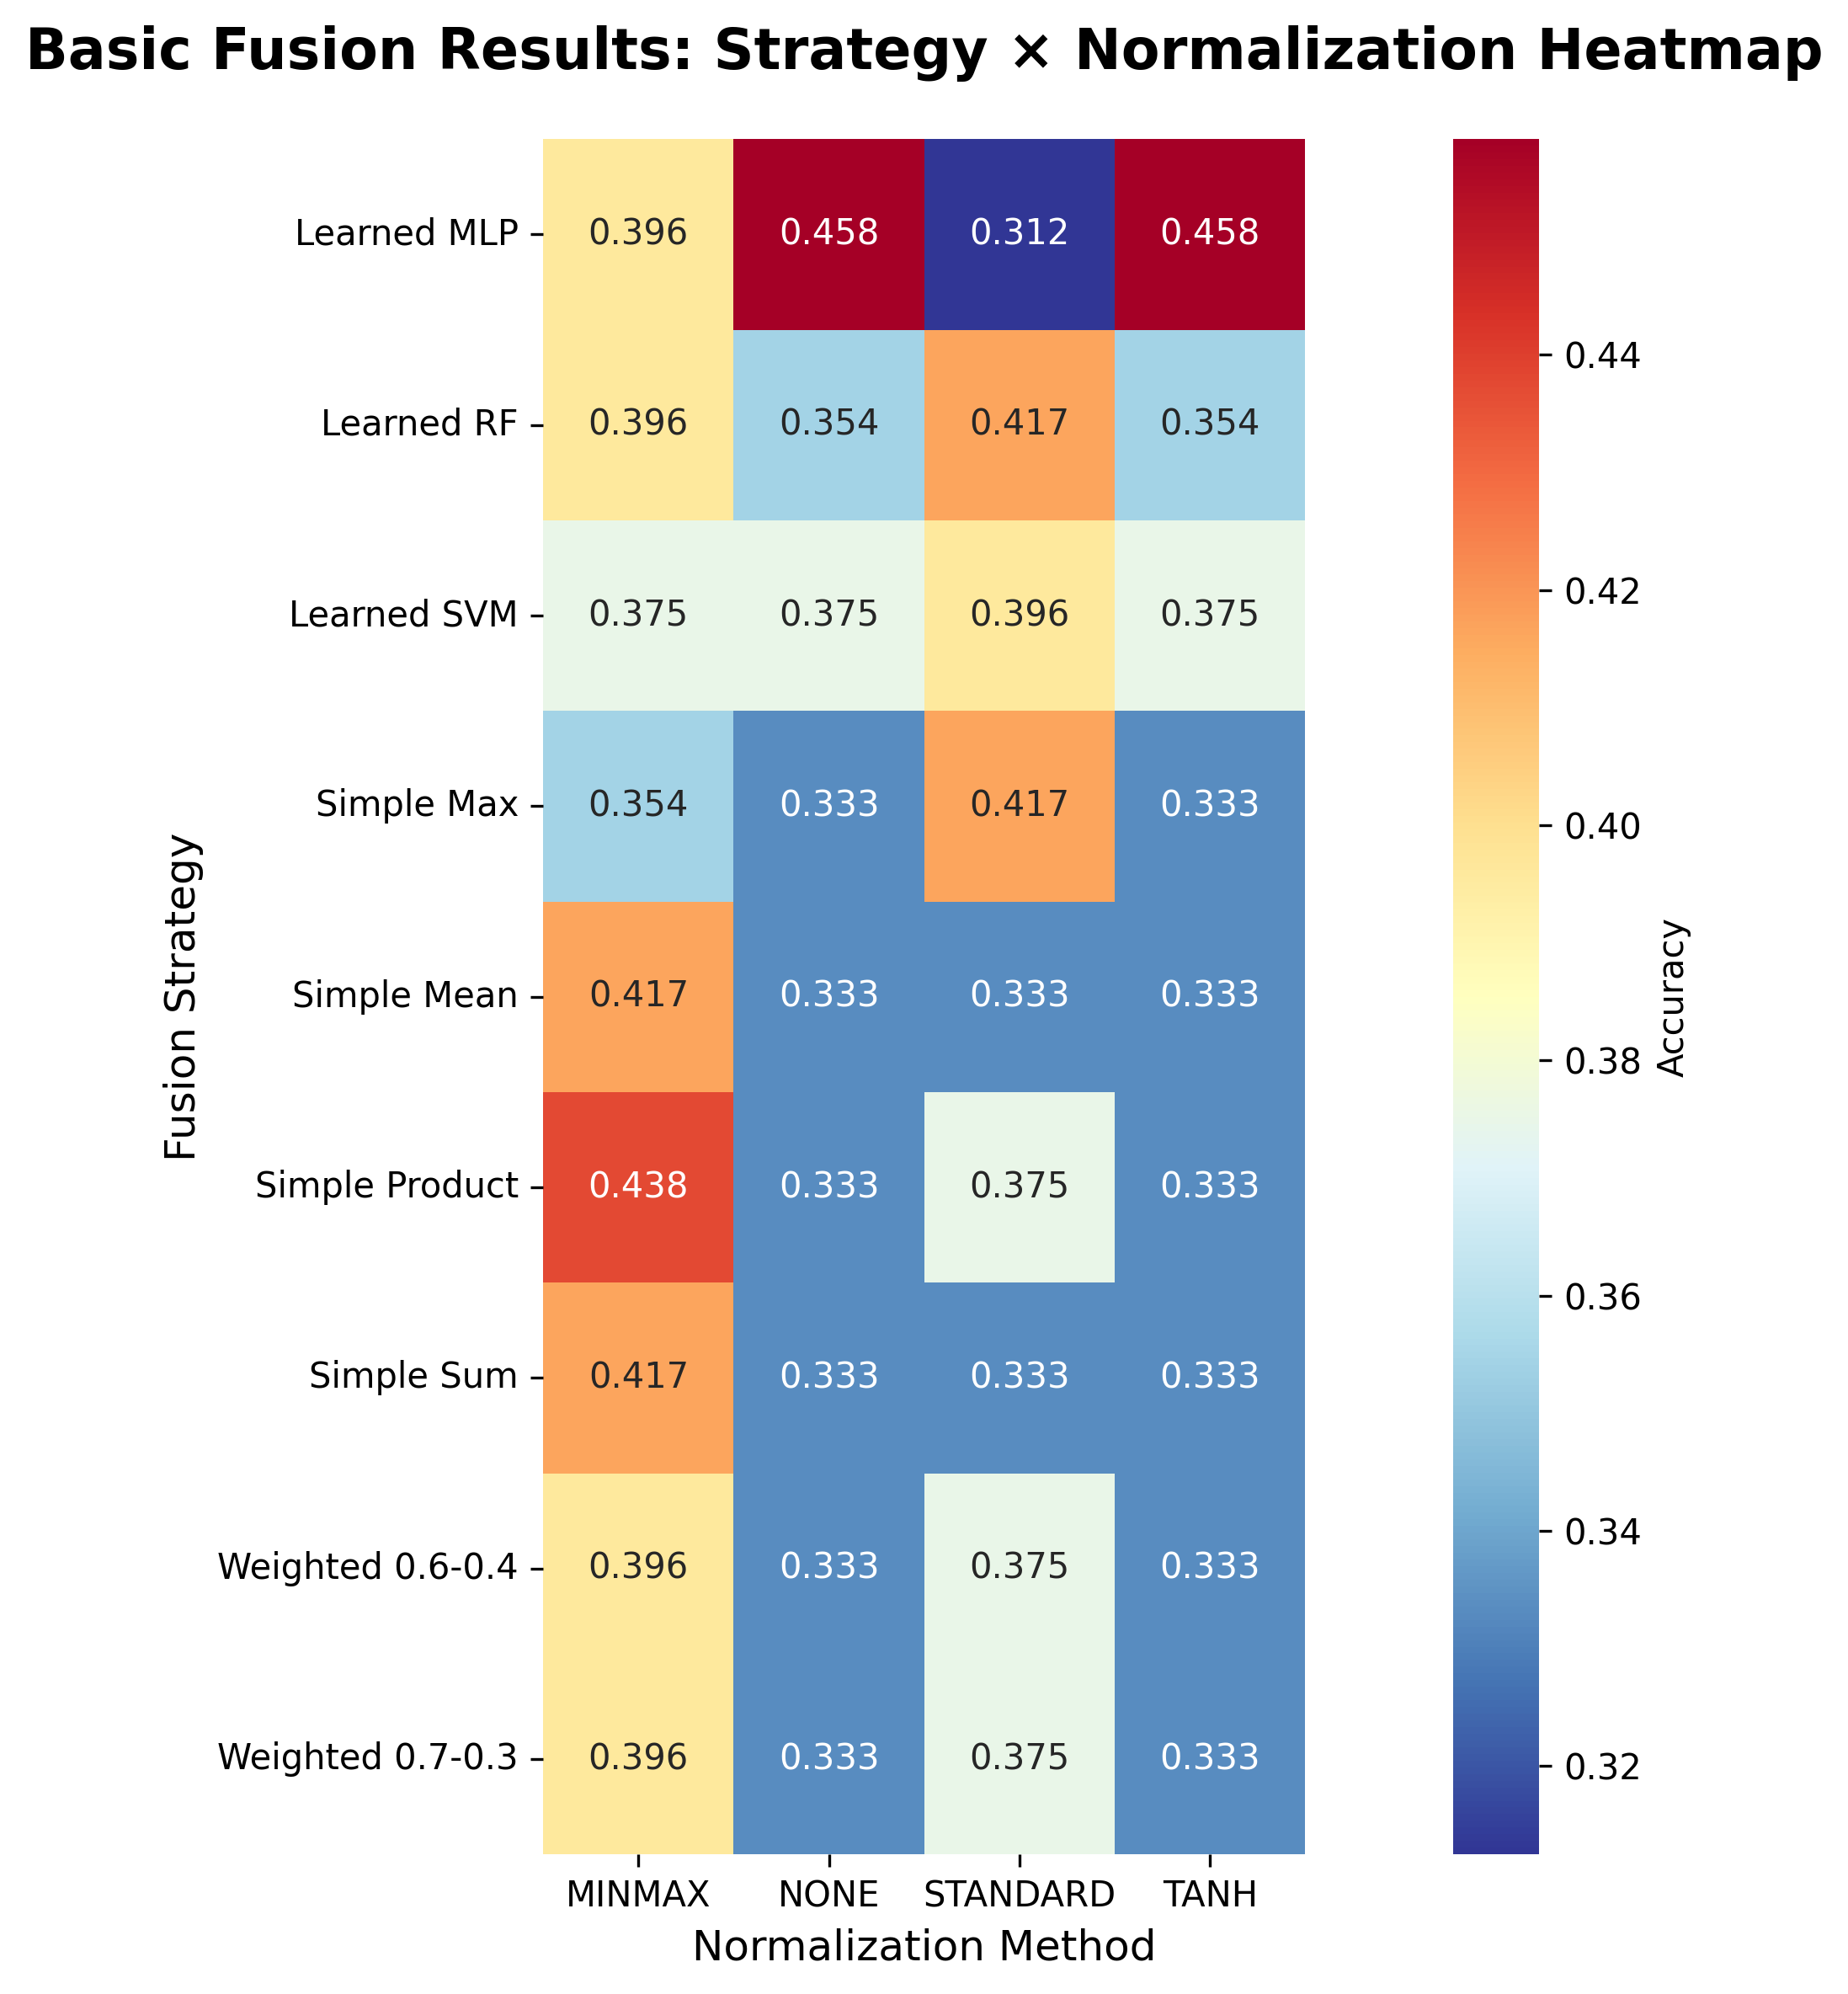 Basic Fusion Results: Strategy × Normalization Heatmap
Fusion Strategy
Learned MLP 0.396 0.458 0.312 0.458
Learned RF 0.396 0.354 0.417 0.354
Learned SVM 0.375 0.375 0.396 0.375
Simple Max 0.354 0.333 0.417 0.333
Simple Mean 0.417 0.333 0.333 0.333
Simple Product 0.438 0.333 0.375 0.333
Simple Sum 0.417 0.333 0.333 0.333
Weighted 0.6-0.4 0.396 0.333 0.375 0.333
Weighted 0.7-0.3 0.396 0.333 0.375 0.333
MINMAX NONE STANDARD TANH
Normalization Method
0.44
0.42
0.40
0.38
0.36
0.34
0.32
Accuracy